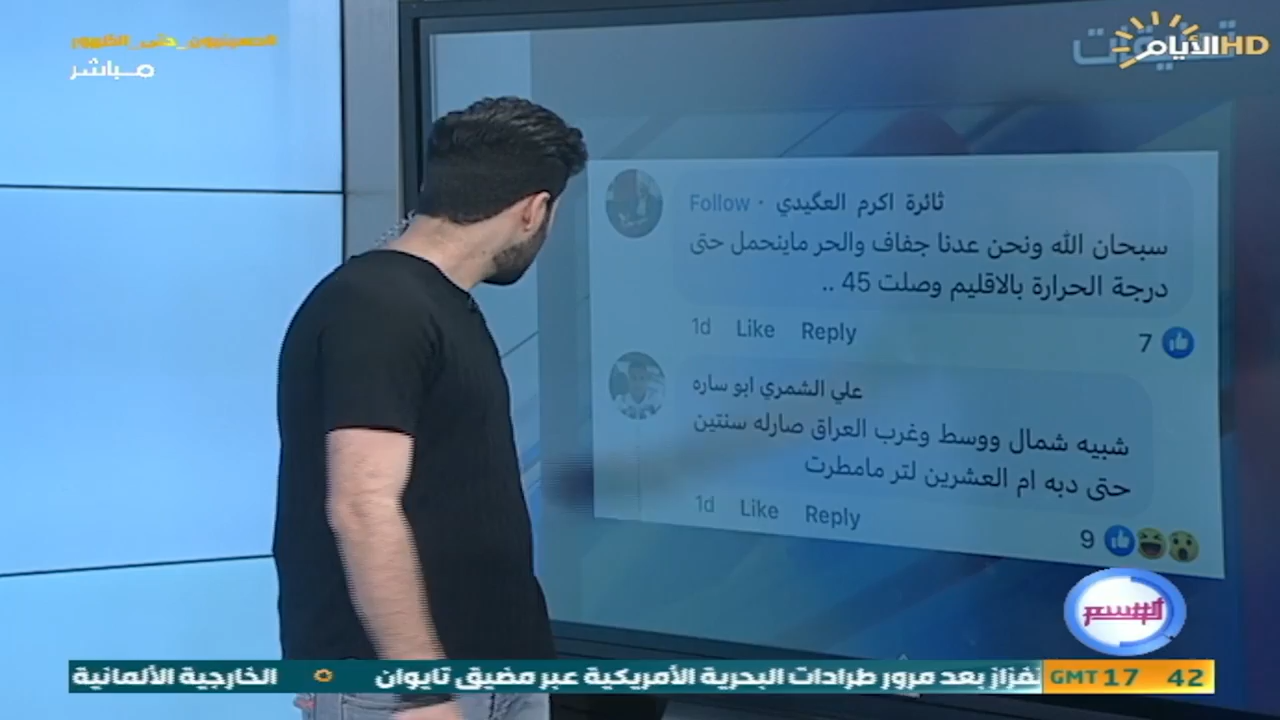 الحسينيون_حتى_الظهور
مباشر
الأيام HD
ثائرة اكرم العگيدي · Follow
سبحان الله ونحن عدنا جفاف والحر ماينحمل حتى
درجة الحرارة بالاقليم وصلت 45 ..
1d Like Reply
7
علي الشمري ابو ساره
شبيه شمال ووسط وغرب العراق صارله سنتين
حتى دبه ام العشرين لتر مامطرت
1d Like Reply
9
GMT 17 42
بعد مرور طرادات البحرية الأمريكية عبر مضيق تايوان
الخارجية الألمانية